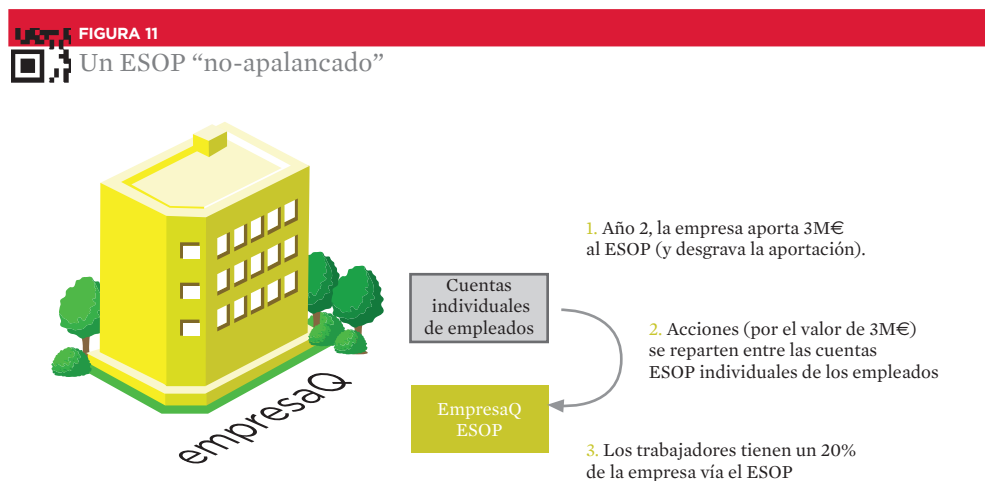 FIGURA 11
Un ESOP “no-apalancado”
1. Año 2, la empresa aporta 3M€
al ESOP (y desgrava la aportación).
Cuentas
individuales
de empleados
2. Acciones (por el valor de 3M€)
se reparten entre las cuentas
ESOP individuales de los empleados
empresaQ
EmpresaQ
ESOP
3. Los trabajadores tienen un 20%
de la empresa vía el ESOP